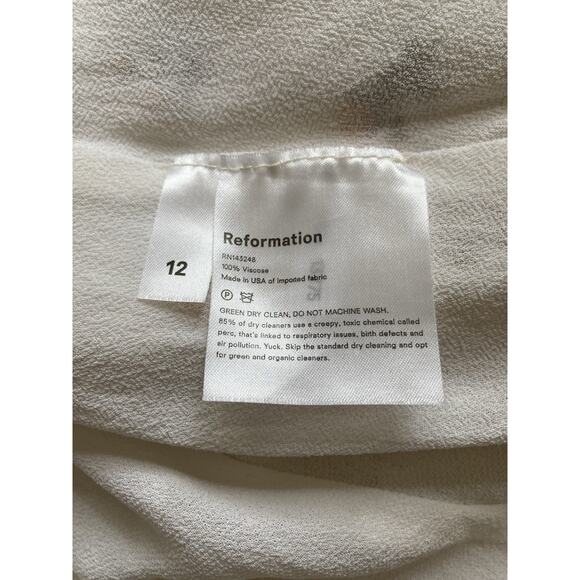 12
Reformation
RN143248
100% Viscose
Made in USA of imported fabric
P
GREEN DRY CLEAN, DO NOT MACHINE WASH.
85% of dry cleaners use a creepy, toxic chemical called
perc, that's linked to respiratory issues, birth defects and
air pollution. Yuck. Skip the standard dry cleaning and opt
for green and organic cleaners.